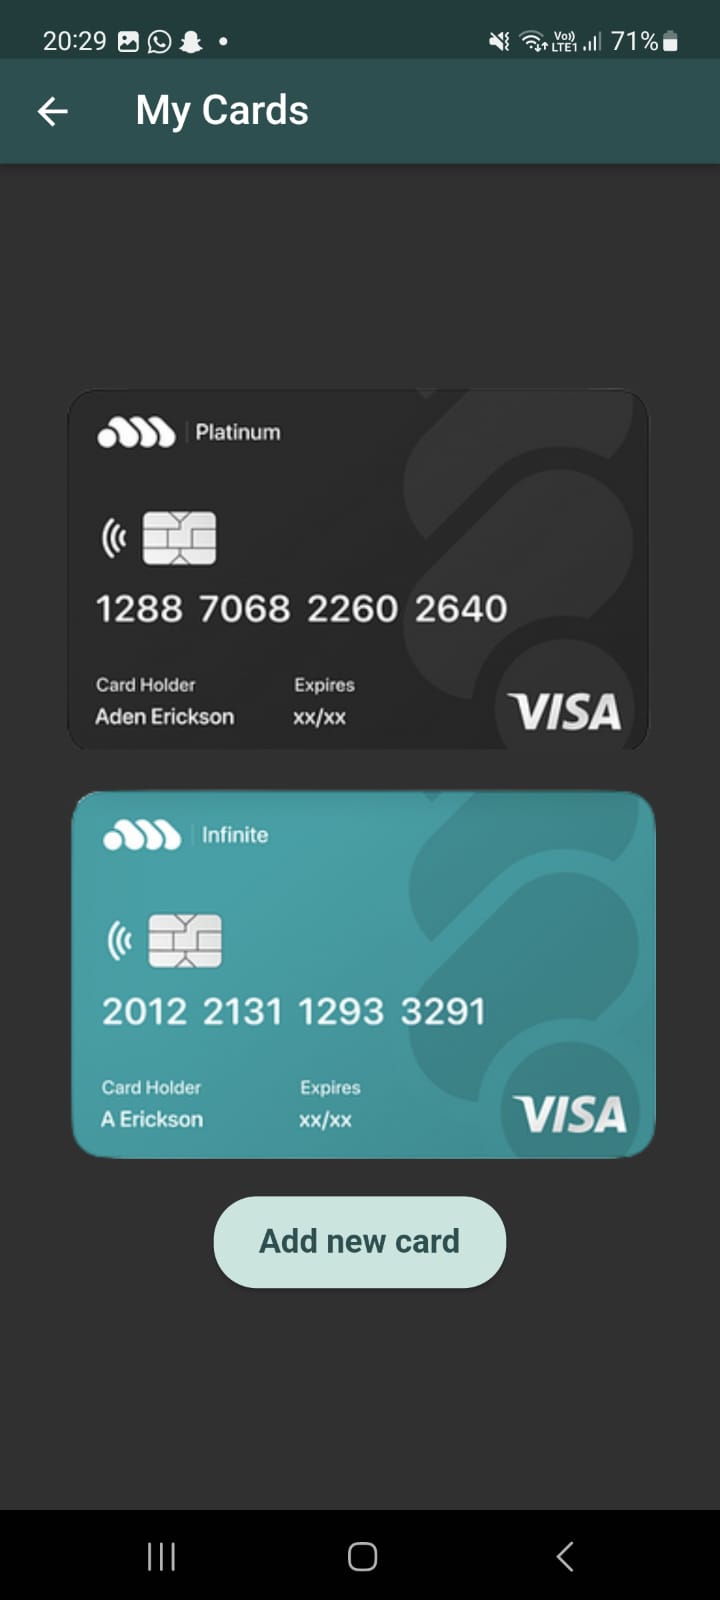 20:29 Vo)) LTE1 71%
My Cards
Platinum
1288 7068 2260 2640
Card Holder Expires
Aden Erickson xx/xx
VISA
Infinite
2012 2131 1293 3291
Card Holder Expires
A Erickson xx/xx
VISA
Add new card